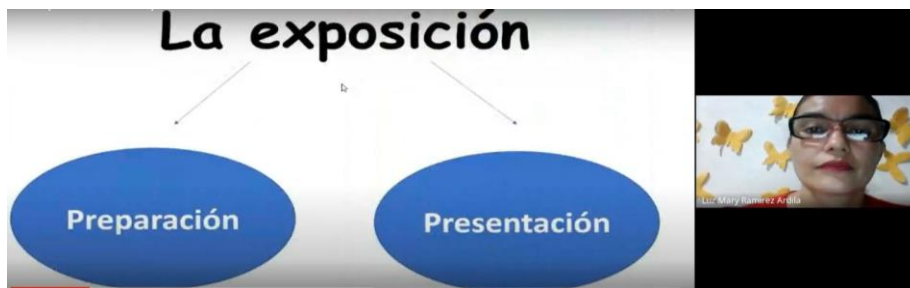 La exposición
Preparación
Presentación
Luz Mary Ramirez Ardila